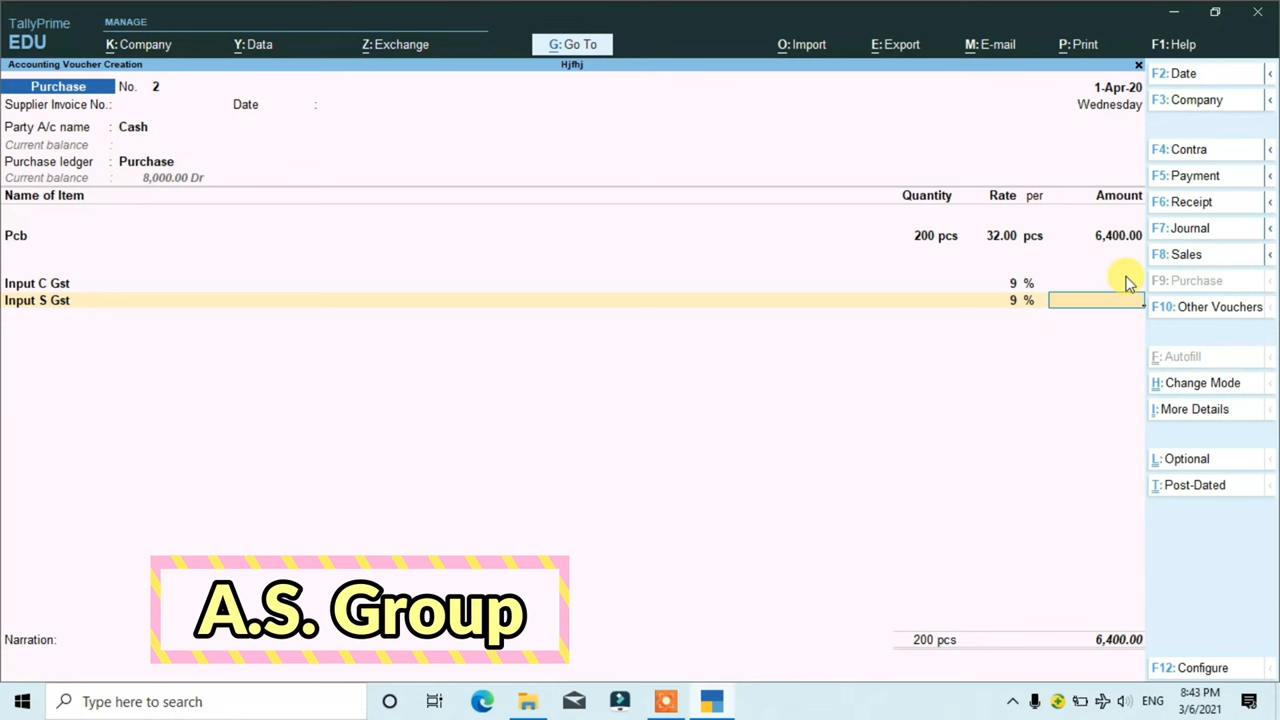 TallyPrime
EDU
MANAGE
K: Company
Y: Data
Z: Exchange
G: Go To
O: Import
E: Export
M: E-mail
P: Print
F1: Help
Accounting Voucher Creation
Hjfhj
Purchase No. 2
1-Apr-20
Supplier Invoice No.: Date :
Wednesday
Party A/c name : Cash
Current balance :
Purchase ledger : Purchase
Current balance : 8,000.00 Dr
Name of Item Quantity Rate per Amount
Pcb 200 pcs 32.00 pcs 6,400.00
Input C Gst 9 %
Input S Gst 9 %
Narration: 200 pcs 6,400.00
A.S. Group
F2: Date
F3: Company
F4: Contra
F5: Payment
F6: Receipt
F7: Journal
F8: Sales
F9: Purchase
F10: Other Vouchers
F: Autofill
H: Change Mode
I: More Details
L: Optional
T: Post-Dated
F12: Configure
Type here to search
ENG
8:43 PM
3/6/2021